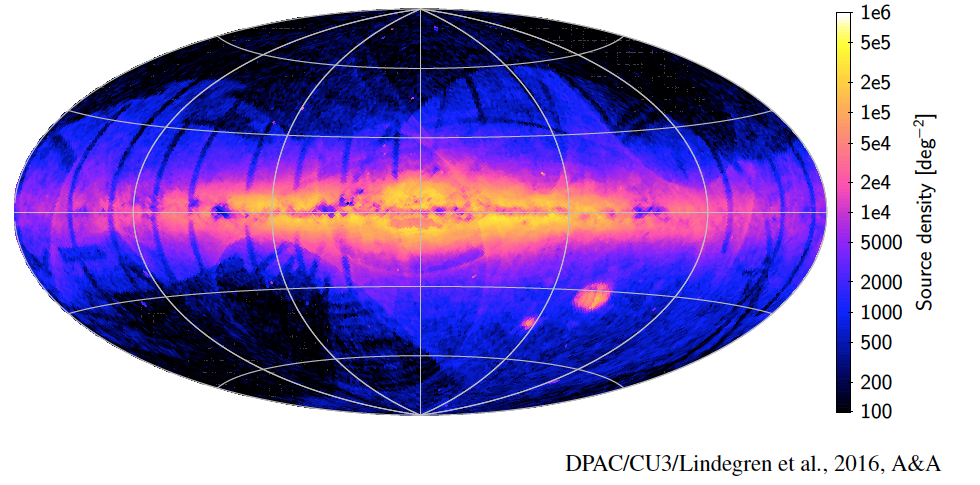 1e6
5e5
2e5
1e5
5e4
2e4
1e4
5000
2000
1000
500
200
100
Source density [deg⁻²]
DPAC/CU3/Lindegren et al., 2016, A&A